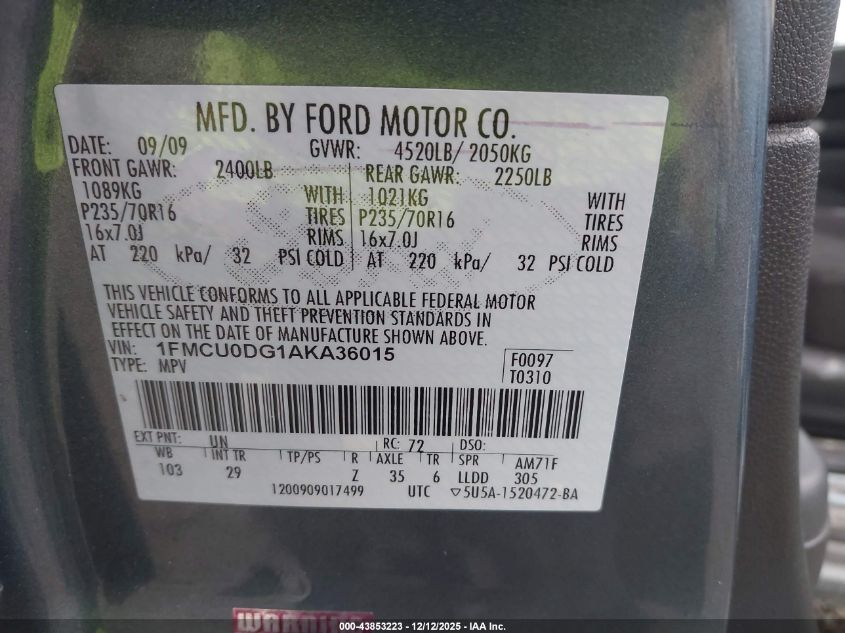 MFD. BY FORD MOTOR CO.
DATE: 09/09 GVWR: 4520LB/ 2050KG
FRONT GAWR: 2400LB REAR GAWR: 2250LB
1089KG WITH 1021KG WITH
P235/70R16 TIRES P235/70R16 TIRES
16x7.0J RIMS 16x7.0J RIMS
AT 220 kPa/ 32 PSI COLD AT 220 kPa/ 32 PSI COLD
THIS VEHICLE CONFORMS TO ALL APPLICABLE FEDERAL MOTOR
VEHICLE SAFETY AND THEFT PREVENTION STANDARDS IN
EFFECT ON THE DATE OF MANUFACTURE SHOWN ABOVE.
VIN: 1FMCU0DG1AKA36015 F0097
TYPE: MPV T0310
EXT PNT: UN RC: 72 DSO:
WB INT TR TP/PS R AXLE TR SPR AM71F
103 29 Z 35 6 LLDD 305
1200909017499 UTC ▽5U5A-1520472-BA
WARNING
000-43853223 - 12/12/2025 - IAA Inc.